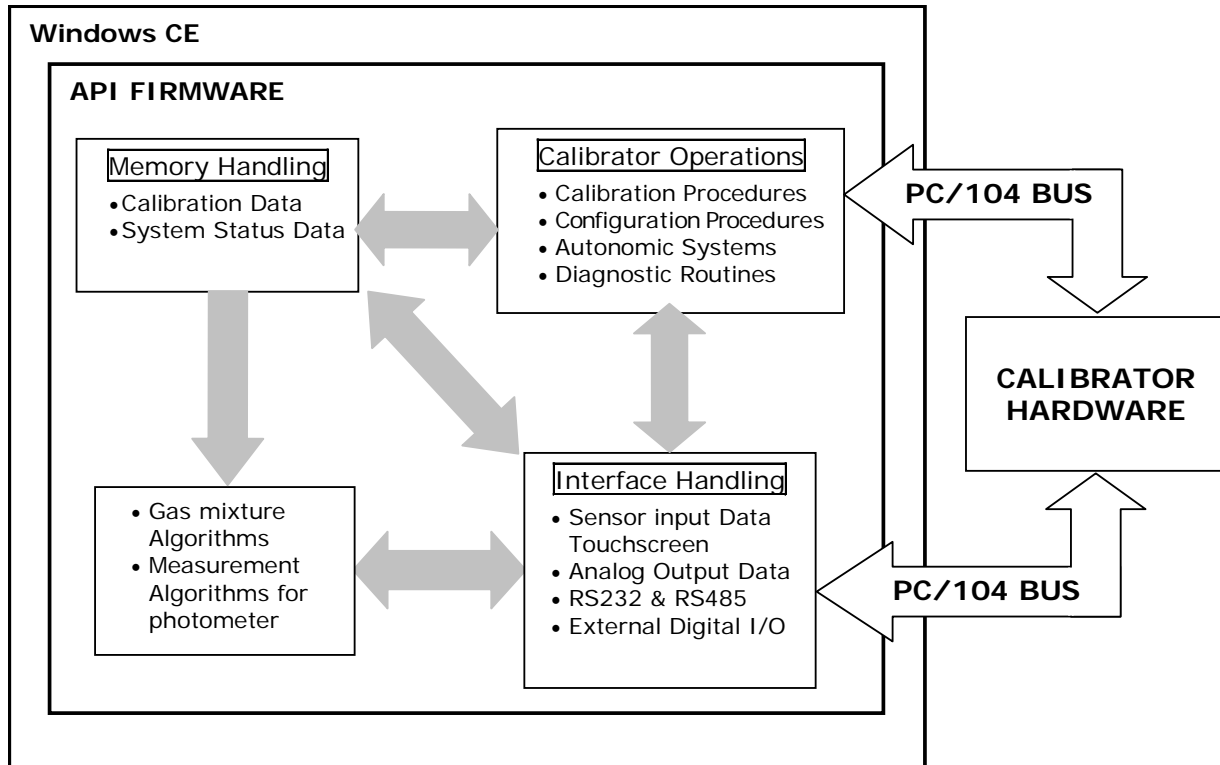 Windows CE
API FIRMWARE
Memory Handling
•Calibration Data
•System Status Data
Calibrator Operations
• Calibration Procedures
• Configuration Procedures
• Autonomic Systems
• Diagnostic Routines
PC/104 BUS
CALIBRATOR
HARDWARE
• Gas mixture
Algorithms
• Measurement
Algorithms for
photometer
Interface Handling
• Sensor input Data
Touchscreen
• Analog Output Data
• RS232 & RS485
• External Digital I/O
PC/104 BUS